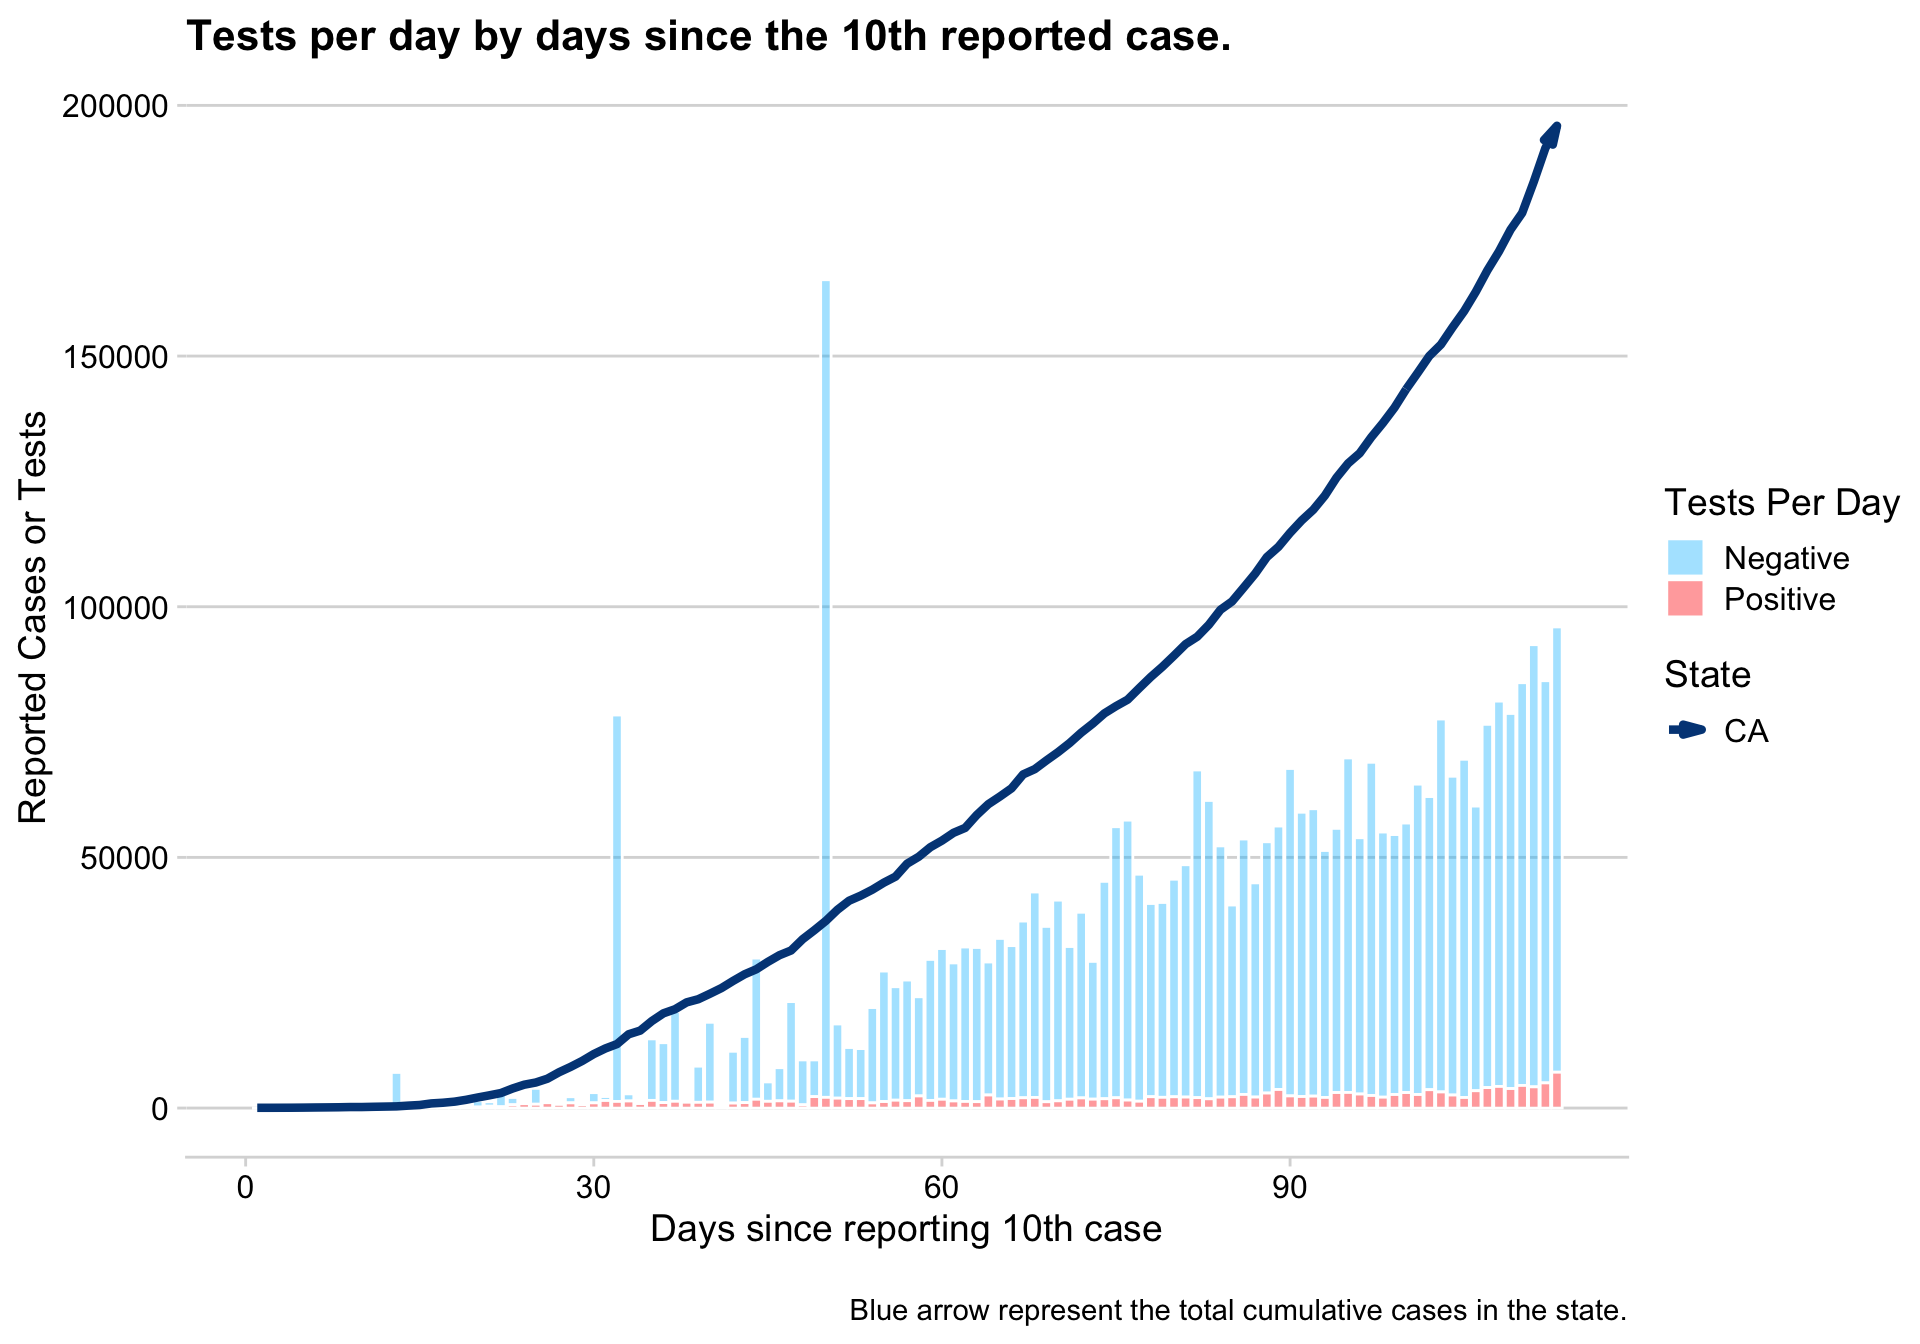 Tests per day by days since the 10th reported case.
200000
150000
100000
50000
0
Reported Cases or Tests
0 30 60 90
Days since reporting 10th case
Tests Per Day
Negative
Positive
State
CA
Blue arrow represent the total cumulative cases in the state.